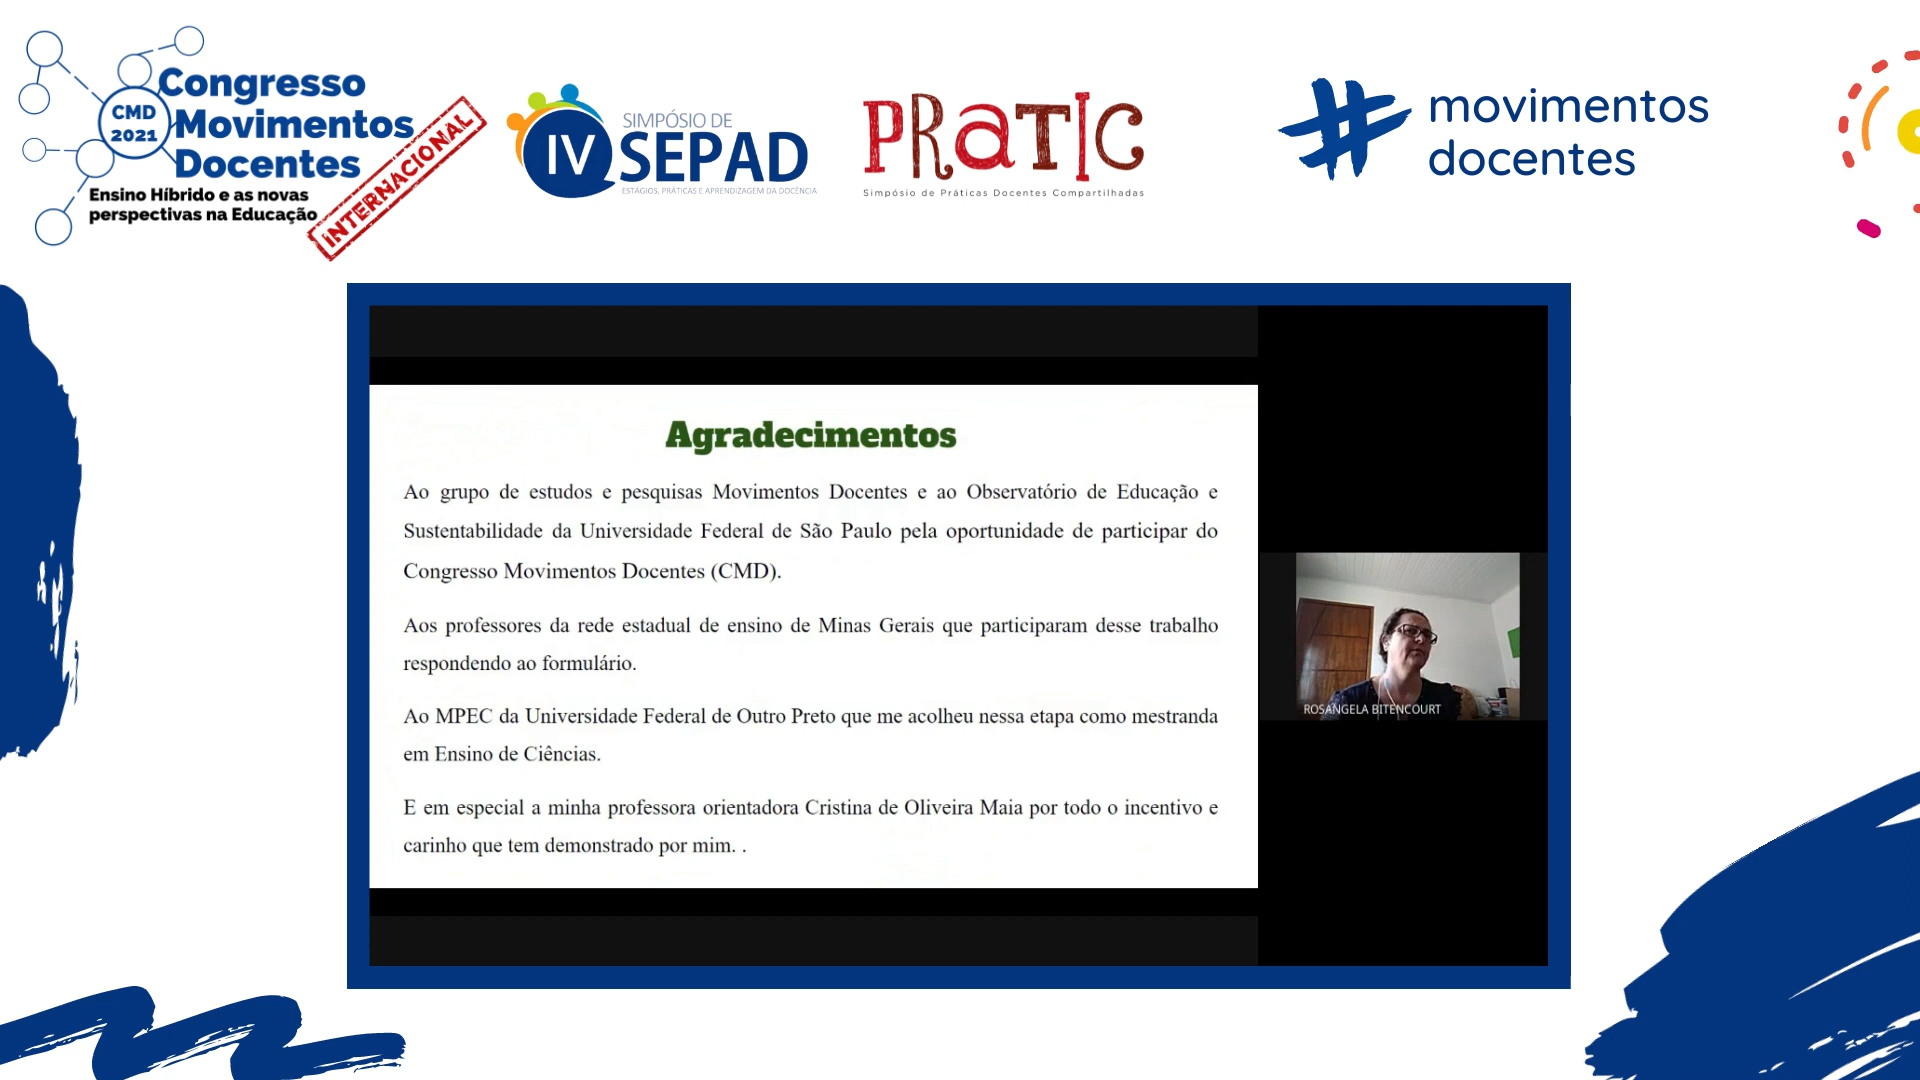 CMD
2021
Congresso
Movimentos
Docentes
Ensino Híbrido e as novas
perspectivas na Educação
INTERNACIONAL
IV
SIMPÓSIO DE
SEPAD
ESTÁGIOS, PRÁTICAS E APRENDIZAGEM DA DOCÊNCIA
PRATIC
Simpósio de Práticas Docentes Compartilhadas
# movimentos
docentes
Agradecimentos
Ao grupo de estudos e pesquisas Movimentos Docentes e ao Observatório de Educação e
Sustentabilidade da Universidade Federal de São Paulo pela oportunidade de participar do
Congresso Movimentos Docentes (CMD).
Aos professores da rede estadual de ensino de Minas Gerais que participaram desse trabalho
respondendo ao formulário.
Ao MPEC da Universidade Federal de Outro Preto que me acolheu nessa etapa como mestranda
em Ensino de Ciências.
E em especial a minha professora orientadora Cristina de Oliveira Maia por todo o incentivo e
carinho que tem demonstrado por mim. .
ROSANGELA BITENCOURT